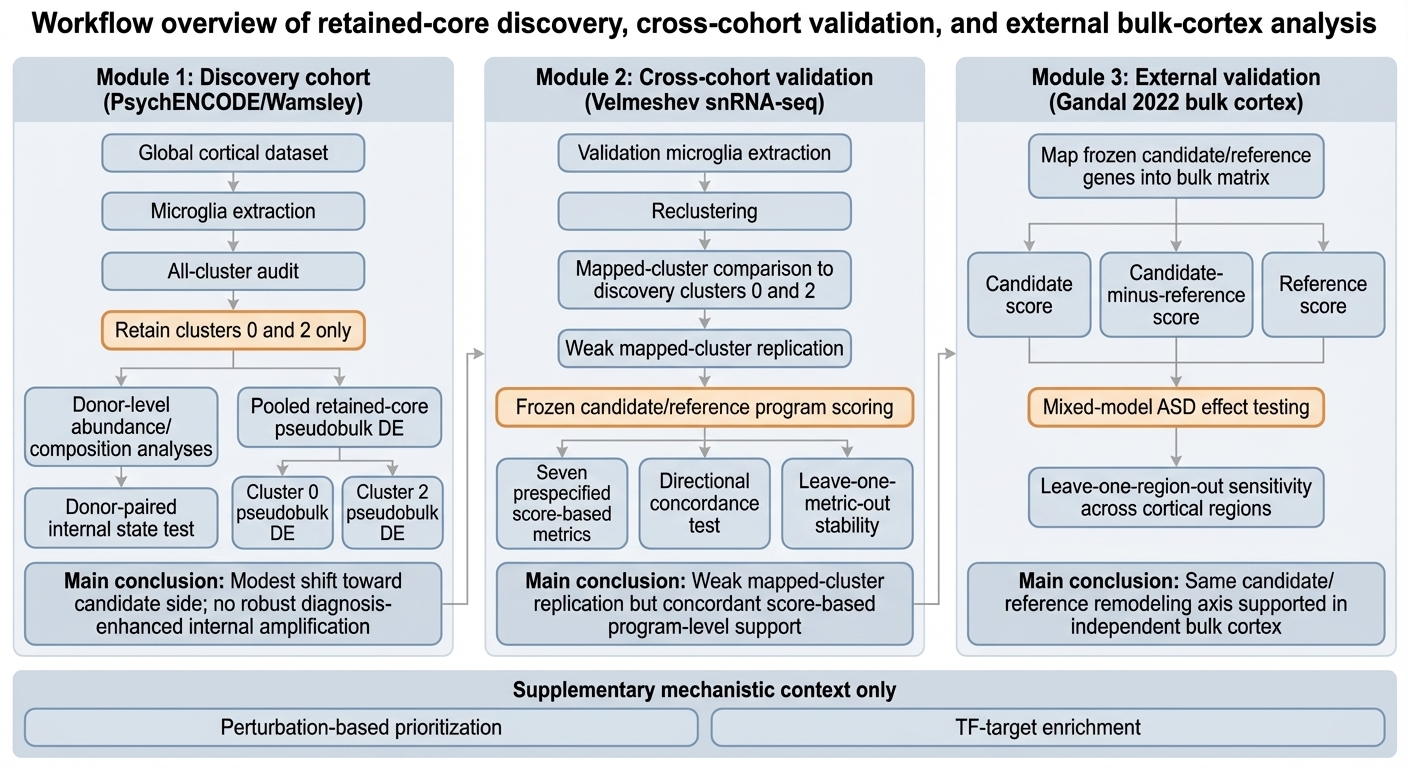 Workflow overview of retained-core discovery, cross-cohort validation, and external bulk-cortex analysis
Module 1: Discovery cohort
(PsychENCODE/Wamsley)
Global cortical dataset
Microglia extraction
All-cluster audit
Retain clusters 0 and 2 only
Donor-level
abundance/
composition analyses
Pooled retained-core
pseudobulk DE
Donor-paired
internal state test
Cluster 0
pseudobulk
DE
Cluster 2
pseudobulk
DE
Main conclusion: Modest shift toward
candidate side; no robust diagnosis-
enhanced internal amplification
Module 2: Cross-cohort validation
(Velmeshev snRNA-seq)
Validation microglia extraction
Reclustering
Mapped-cluster comparison to
discovery clusters 0 and 2
Weak mapped-cluster replication
Frozen candidate/reference program scoring
Seven
prespecified
score-based
metrics
Directional
concordance
test
Leave-one-
metric-out
stability
Main conclusion: Weak mapped-cluster
replication but concordant score-based
program-level support
Module 3: External validation
(Gandal 2022 bulk cortex)
Map frozen candidate/reference
genes into bulk matrix
Candidate
score
Candidate-
minus-reference
score
Reference
score
Mixed-model ASD effect testing
Leave-one-region-out sensitivity
across cortical regions
Main conclusion: Same candidate/
reference remodeling axis supported in
independent bulk cortex
Supplementary mechanistic context only
Perturbation-based prioritization
TF-target enrichment